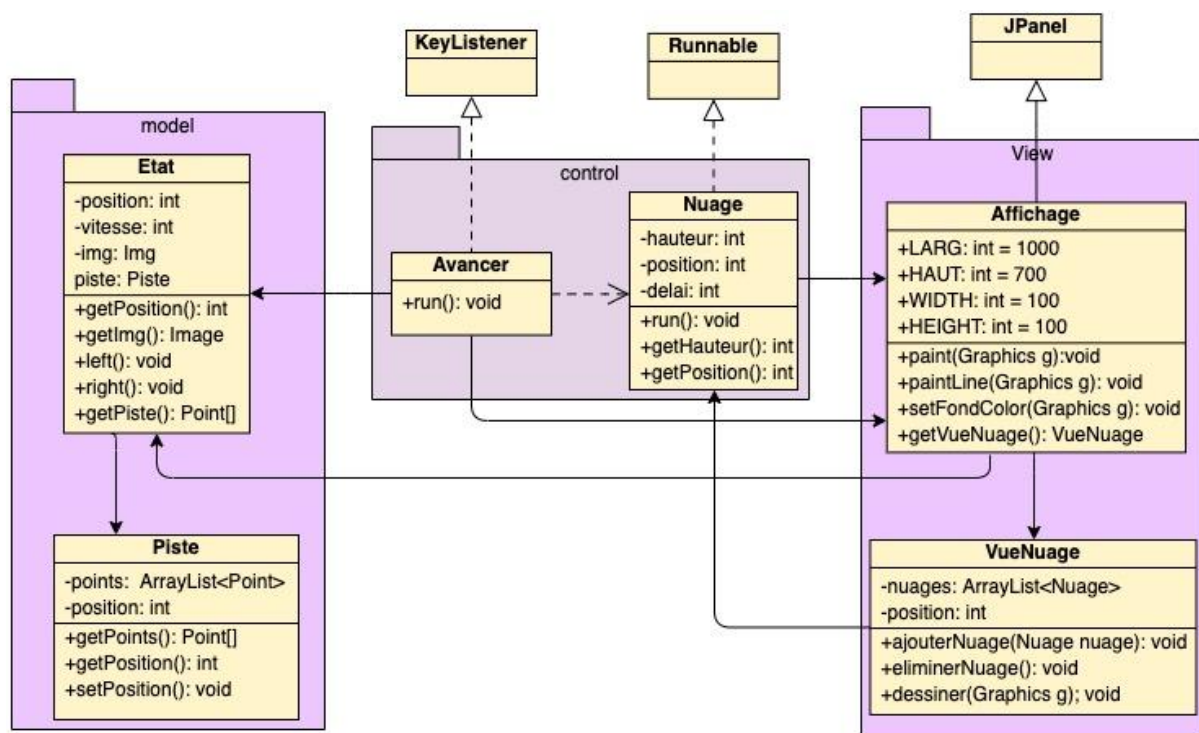 KeyListener
Runnable
JPanel
model
Etat
-position: int
-vitesse: int
-img: Img
piste: Piste
+getPosition(): int
+getImg(): Image
+left(): void
+right(): void
+getPiste(): Point[]
Piste
-points:  ArrayList<Point>
-position: int
+getPoints(): Point[]
+getPosition(): int
+setPosition(): void
control
Avancer
+run(): void
Nuage
-hauteur: int
-position: int
-delai: int
+run(): void
+getHauteur(): int
+getPosition(): int
View
Affichage
+LARG: int = 1000
+HAUT: int = 700
+WIDTH: int = 100
+HEIGHT: int = 100
+paint(Graphics g):void
+paintLine(Graphics g): void
+setFondColor(Graphics g): void
+getVueNuage(): VueNuage
VueNuage
-nuages: ArrayList<Nuage>
-position: int
+ajouterNuage(Nuage nuage): void
+eliminerNuage(): void
+dessiner(Graphics g); void